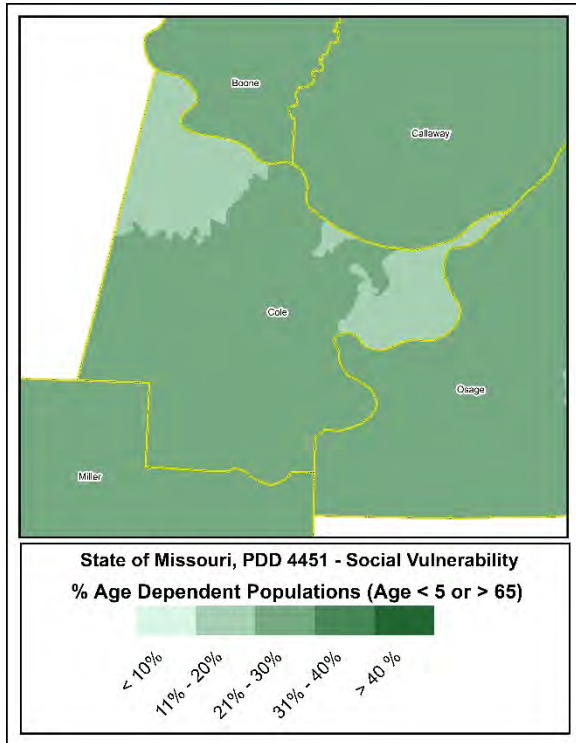 Boone
Callaway
Cole
Osage
Miller
State of Missouri, PDD 4451 - Social Vulnerability
% Age Dependent Populations (Age < 5 or > 65)
< 10%
11% - 20%
21% - 30%
31% - 40%
> 40 %